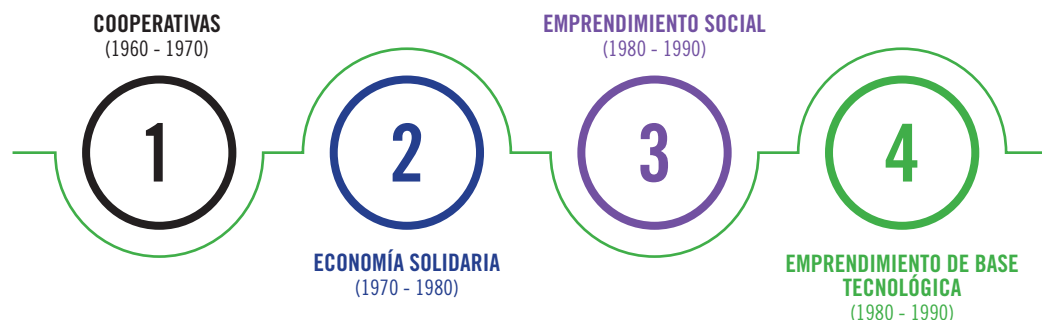 COOPERATIVAS
(1960 - 1970)
1
2
ECONOMÍA SOLIDARIA
(1970 - 1980)
EMPRENDIMIENTO SOCIAL
(1980 - 1990)
3
4
EMPRENDIMIENTO DE BASE
TECNOLÓGICA
(1980 - 1990)